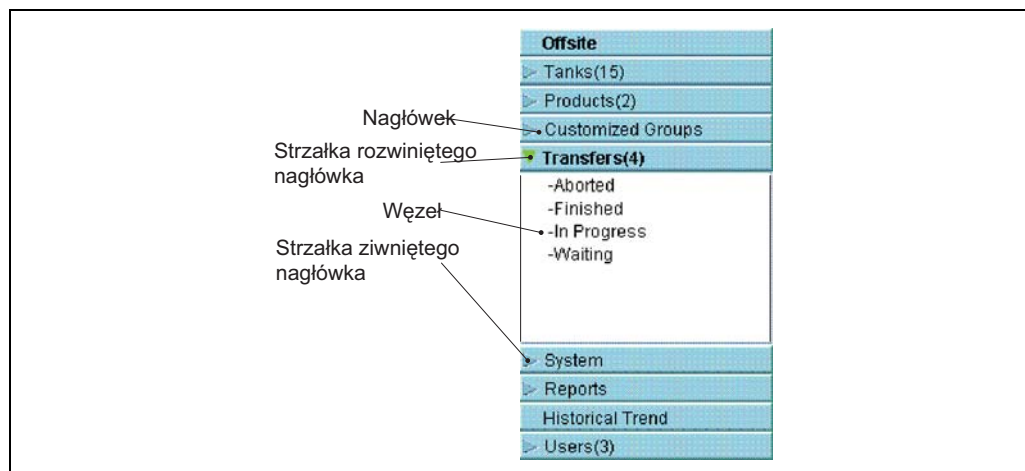 Offsite
Tanks(15)
Products(2)
Nagłówek
Customized Groups
Strzałka rozwiniętego
nagłówka
Transfers(4)
-Aborted
-Finished
Węzeł
-In Progress
-Waiting
Strzałka ziwniętego
nagłówka
System
Reports
Historical Trend
Users(3)